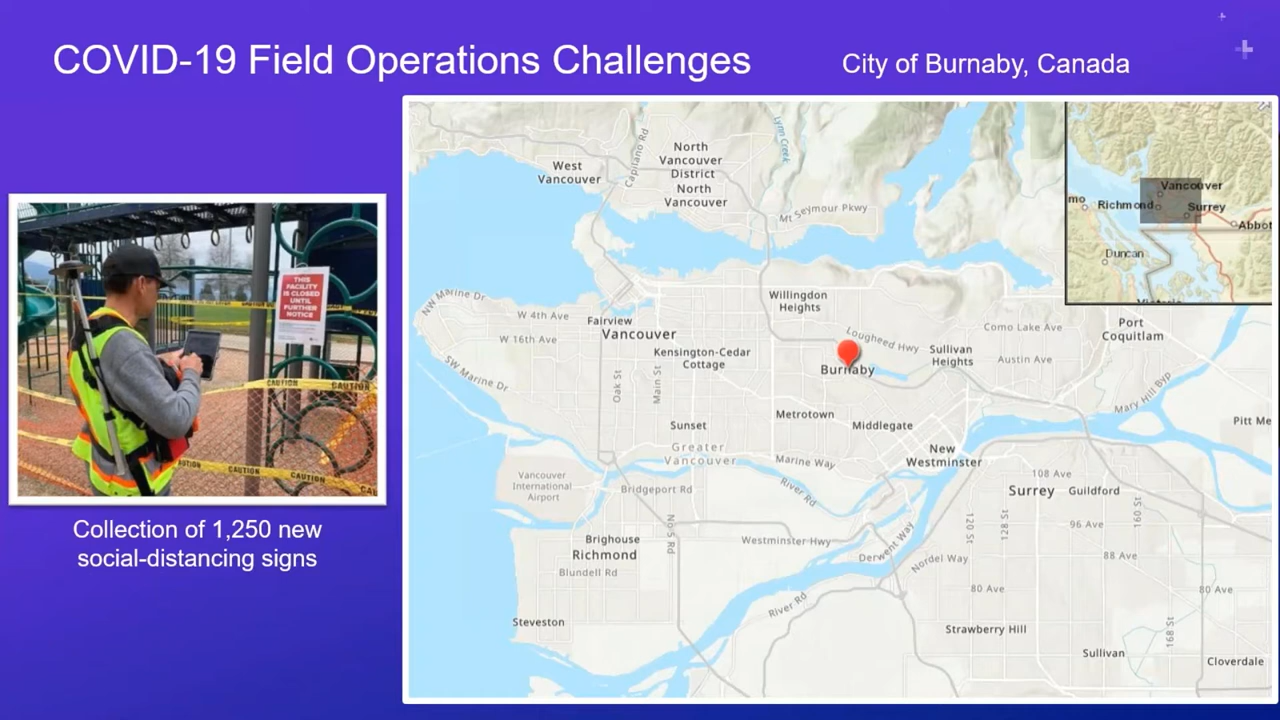 COVID-19 Field Operations Challenges
City of Burnaby, Canada
THIS
FACILITY
IS CLOSED
UNTIL
FURTHER
NOTICE
CAUTION
CAUTION
CAUTION
CAUTION
Collection of 1,250 new
social-distancing signs
West
Vancouver
Capilano Rd
North
Vancouver
District
North
Vancouver
Lynn Creek
Mt Seymour Pkwy
NW Marine Dr
W 4th Ave
W 16th Ave
SW Marine Dr
Fairview
Vancouver
Kensington-Cedar
Cottage
Oak St
Main St
Sunset
Greater
Vancouver
Willingdon
Heights
Lougheed Hwy
Burnaby
Sullivan
Heights
Como Lake Ave
Austin Ave
Port
Coquitlam
Mary Hill Byp
Pitt Me
Metrotown
Middlegate
New
Westminster
Marine Way
River Rd
Vancouver
International
Airport
Bridgeport Rd
No 5 Rd
Brighouse
Richmond
Blundell Rd
Steveston
Westminster Hwy
Derwent Way
Nordel Way
River Rd
108 Ave
Surrey
Guildford
120 St
128 St
160 St
96 Ave
88 Ave
80 Ave
80 Ave
Strawberry Hill
168 St
Sullivan
Cloverdale
Vancouver
mo
Richmond
Surrey
Abbot
Duncan